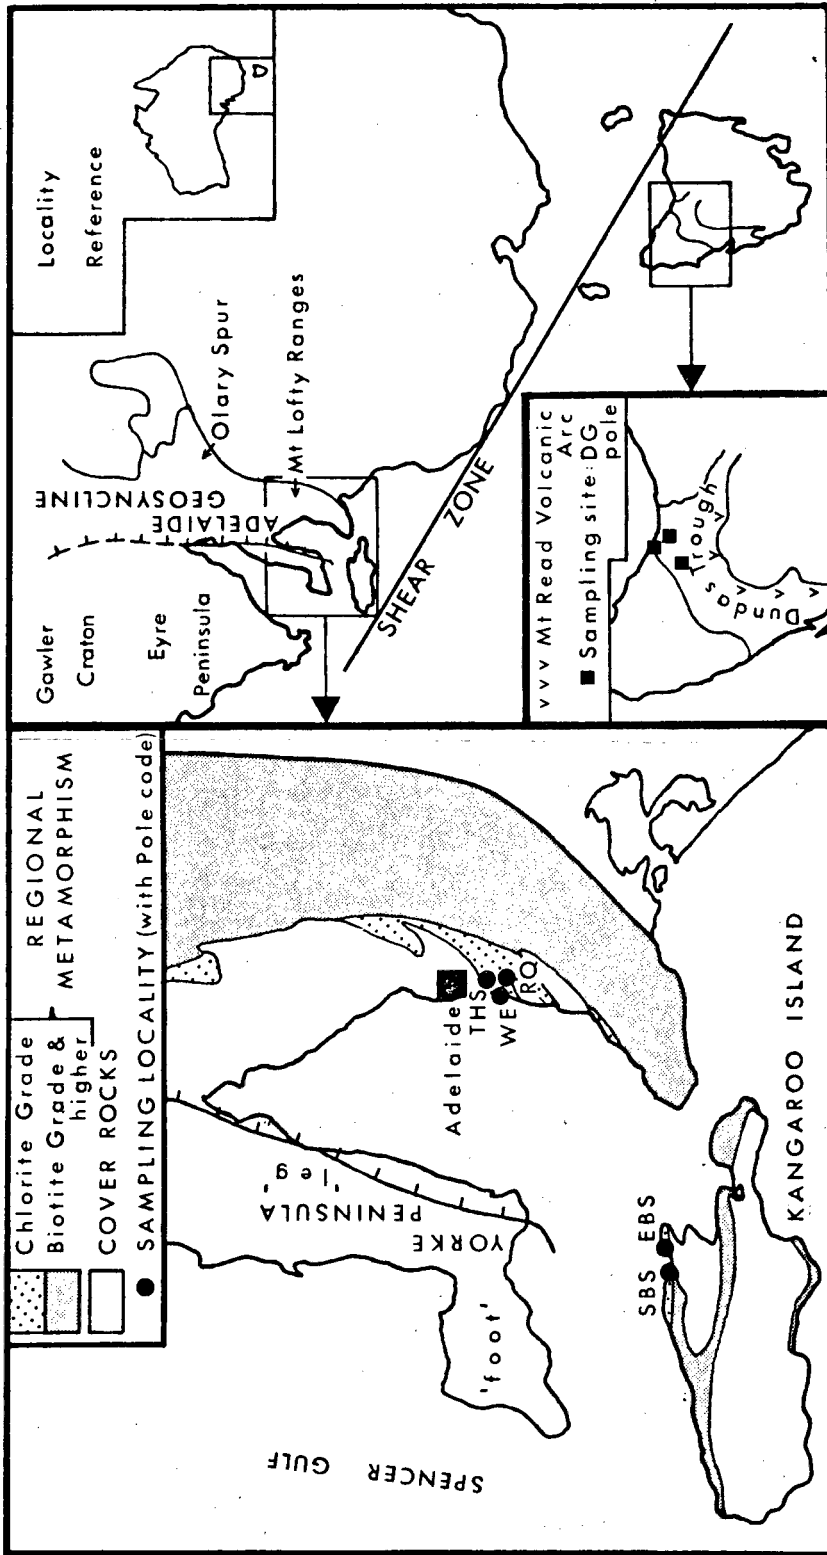 Chlorite Grade
Biotite Grade &
higher
REGIONAL
METAMORPHISM
COVER ROCKS
SAMPLING LOCALITY (with Pole code)
SPENCER GULF
YORKE
PENINSULA
'leg'
'foot'
Adelaide
THS
WE
RQ
SBS
EBS
KANGAROO ISLAND
Gawler
Craton
Eyre
Peninsula
ADELAIDE
GEOSYNCLINE
Olary Spur
Mt Lofty Ranges
Locality
Reference
SHEAR ZONE
vvv Mt Read Volcanic
Arc
■ Sampling site: DG
pole
Dundas Trough
v v v v v v